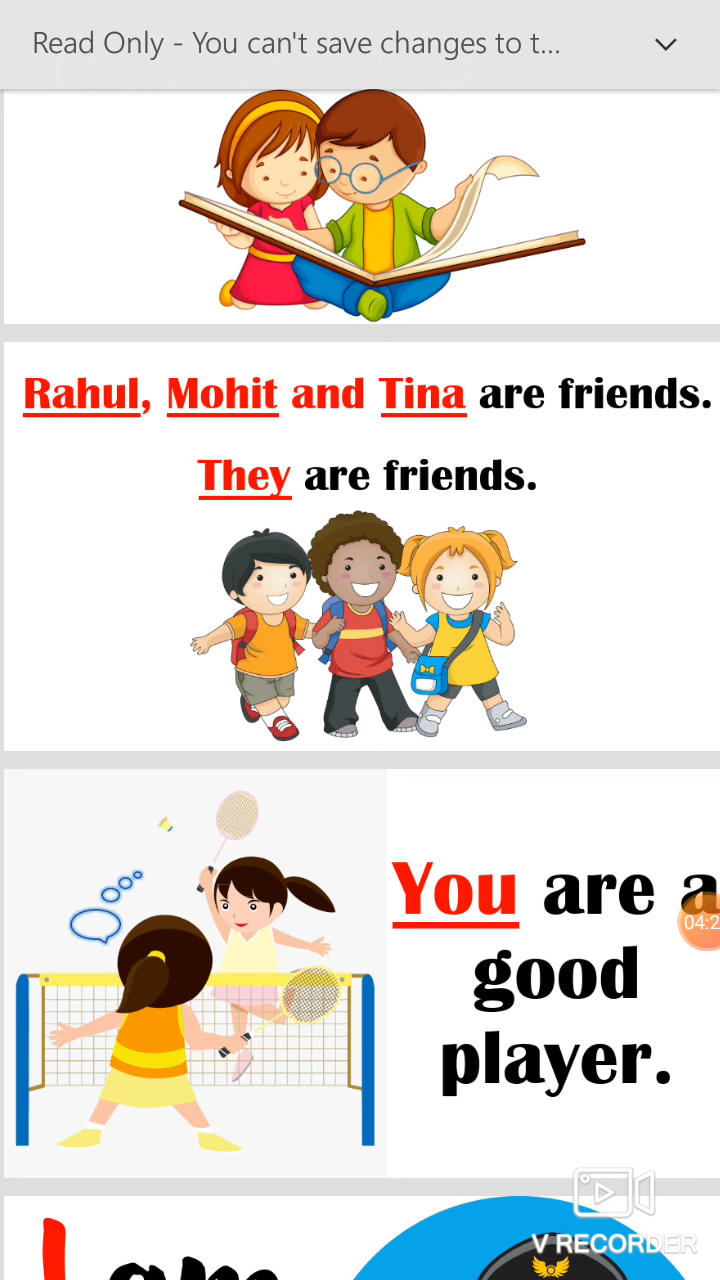 Read Only - You can't save changes to t...
Rahul, Mohit and Tina are friends.
They are friends.
You are a
04:2
good
player.
I am
V RECORDER